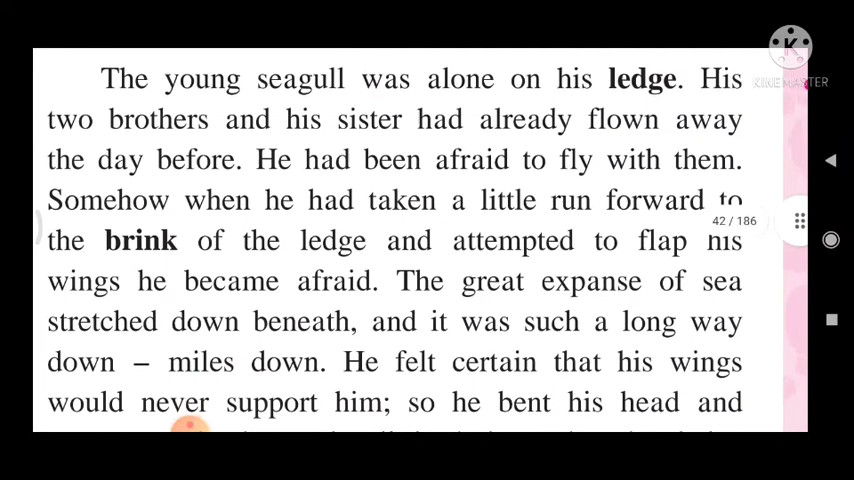 The young seagull was alone on his ledge. His
two brothers and his sister had already flown away
the day before. He had been afraid to fly with them.
Somehow when he had taken a little run forward to
the brink of the ledge and attempted to flap his
wings he became afraid. The great expanse of sea
stretched down beneath, and it was such a long way
down – miles down. He felt certain that his wings
would never support him; so he bent his head and
K
KINEMASTER
42 / 186